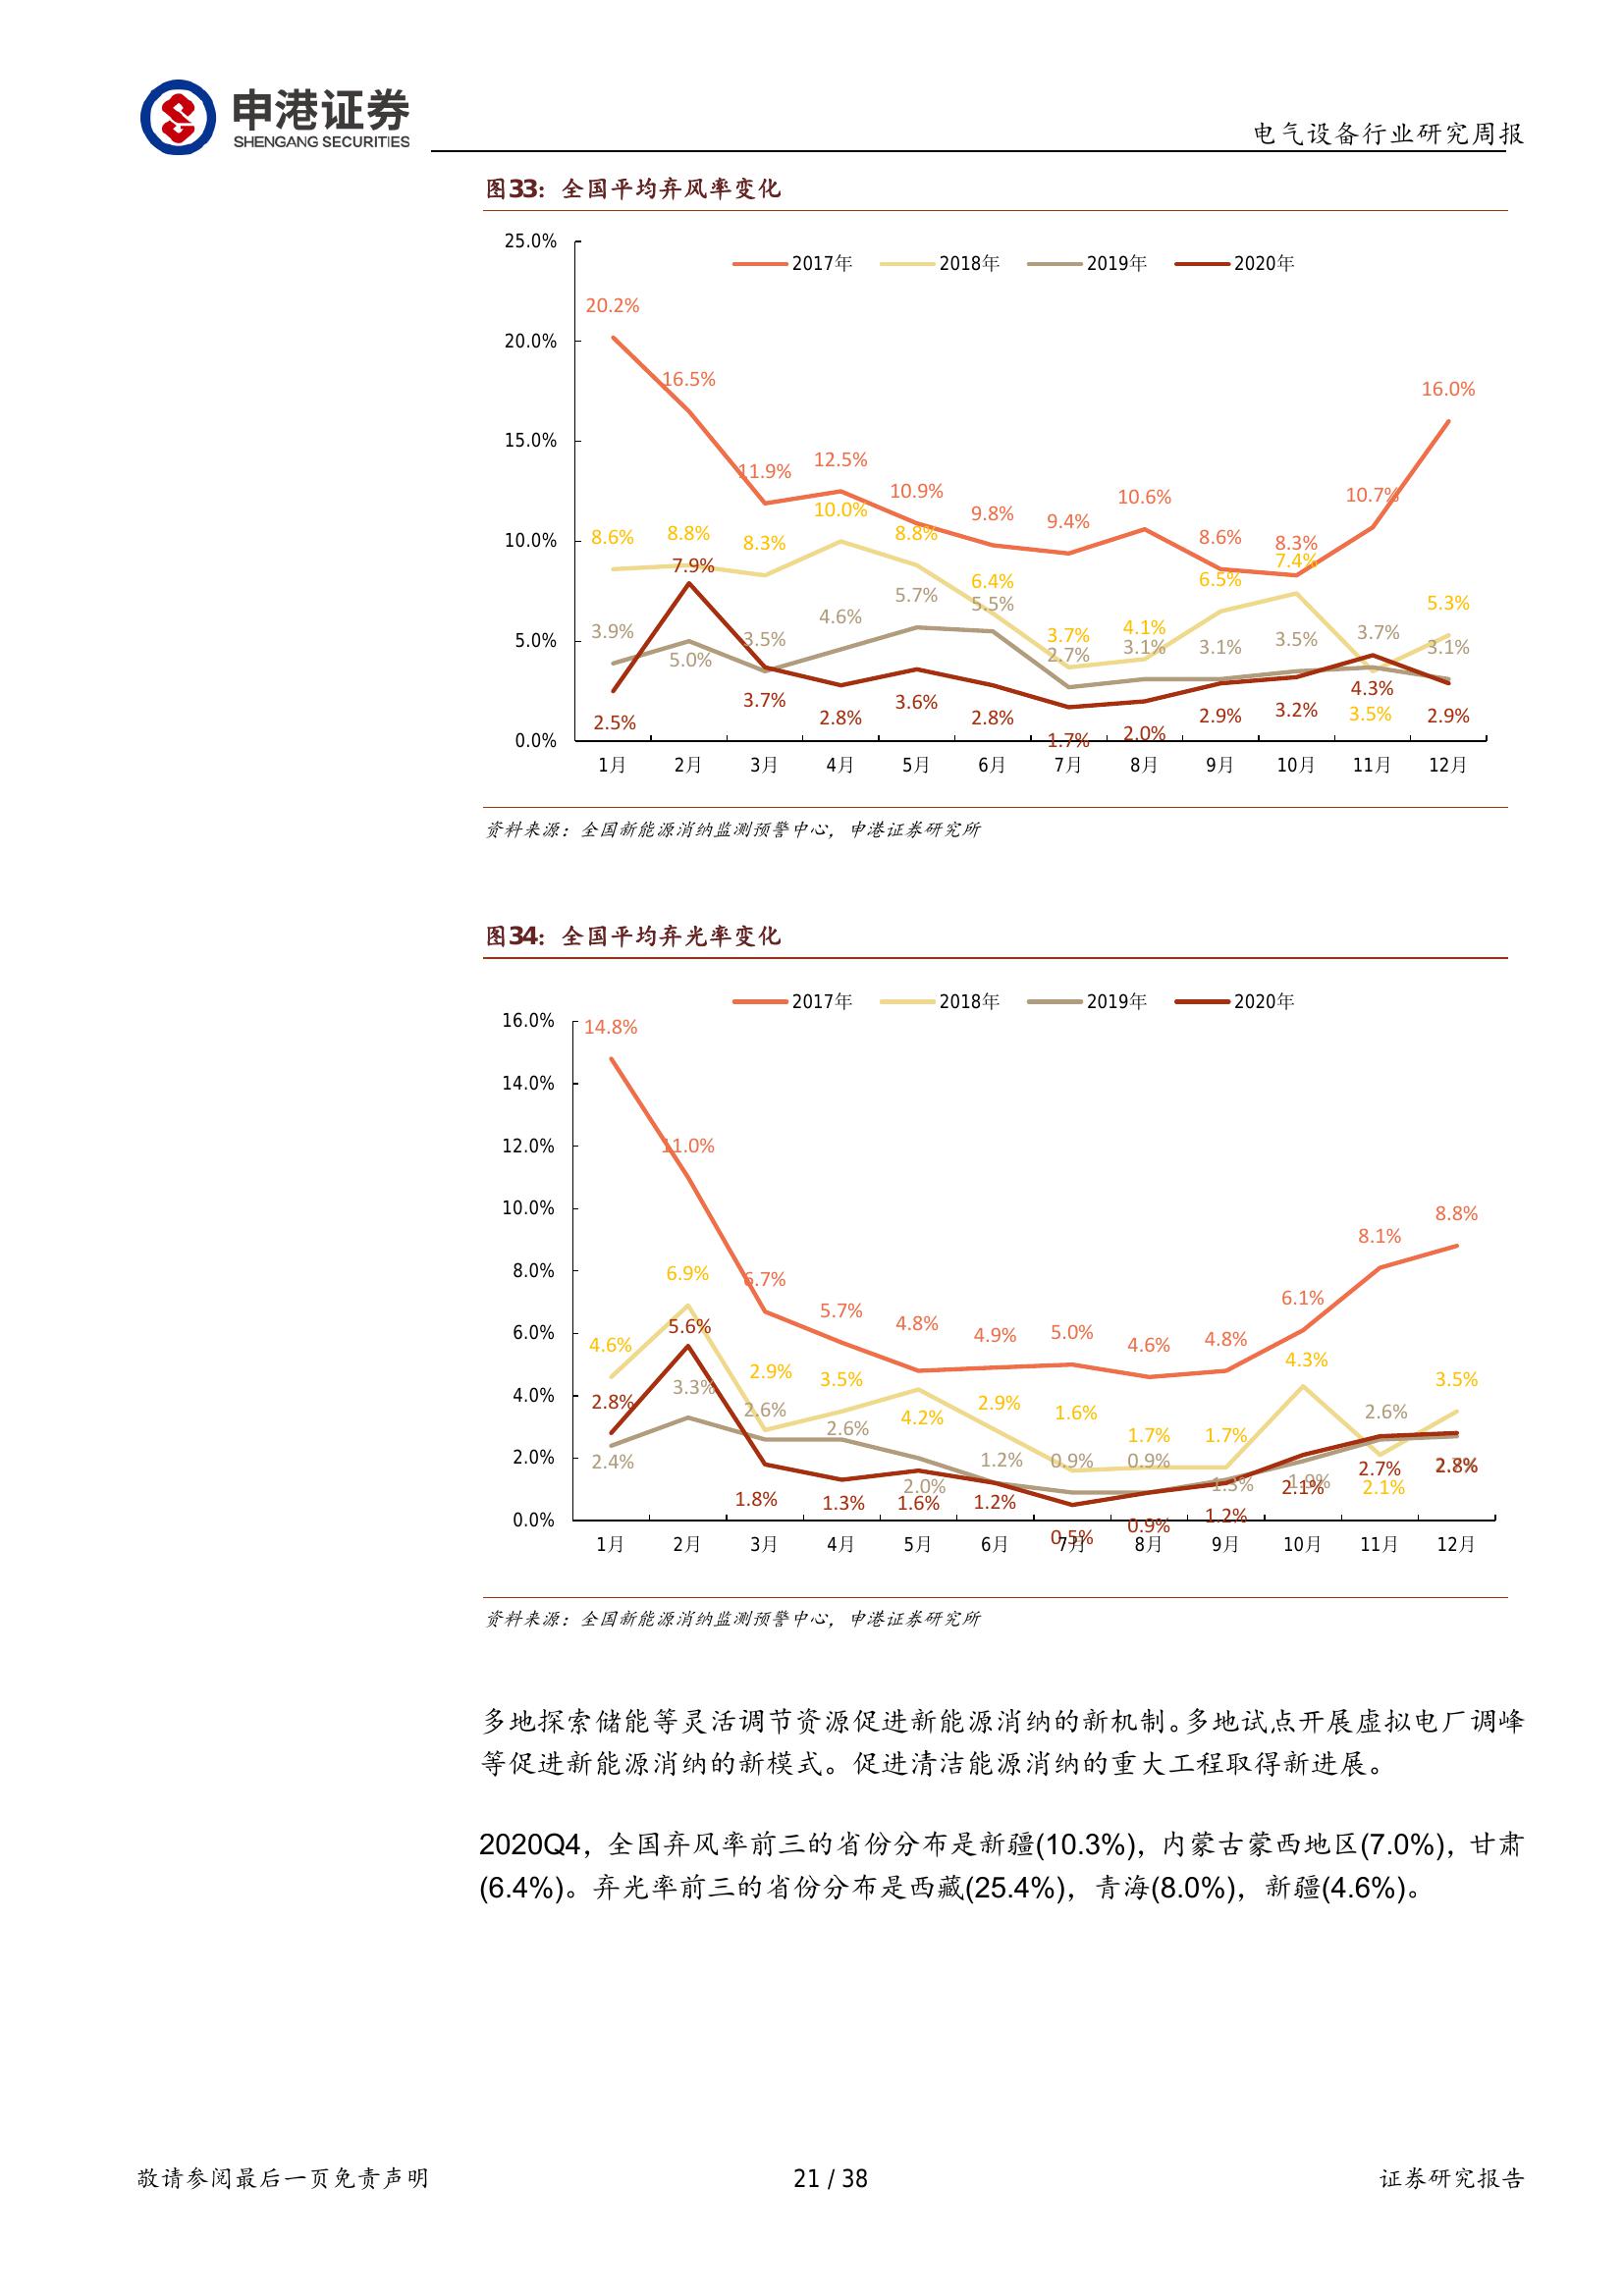 申港证券
SHENGANG SECURITIES
电气设备行业研究周报
图33：全国平均弃风率变化
2017年 2018年 2019年 2020年
25.0%
20.0%
15.0%
10.0%
5.0%
0.0%
20.2% 16.5% 11.9% 12.5% 10.9% 9.8% 9.4% 10.6% 8.6% 8.3% 10.7% 16.0%
8.6% 8.8% 8.3% 10.0% 8.8% 6.4% 3.7% 4.1% 6.5% 7.4% 3.5% 5.3%
3.9% 5.0% 3.5% 4.6% 5.7% 5.5% 2.7% 3.1% 3.1% 3.5% 3.7% 3.1%
2.5% 7.9% 3.7% 2.8% 3.6% 2.8% 1.7% 2.0% 2.9% 3.2% 4.3% 2.9%
1月 2月 3月 4月 5月 6月 7月 8月 9月 10月 11月 12月
资料来源：全国新能源消纳监测预警中心，申港证券研究所
图34：全国平均弃光率变化
2017年 2018年 2019年 2020年
16.0%
14.0%
12.0%
10.0%
8.0%
6.0%
4.0%
2.0%
0.0%
14.8% 11.0% 6.7% 5.7% 4.8% 4.9% 5.0% 4.6% 4.8% 6.1% 8.1% 8.8%
4.6% 6.9% 2.9% 3.5% 4.2% 2.9% 1.6% 1.7% 1.7% 4.3% 2.1% 3.5%
2.4% 3.3% 2.6% 2.6% 2.0% 1.2% 0.9% 0.9% 1.3% 1.9% 2.6%
2.8% 5.6% 1.8% 1.3% 1.6% 1.2% 0.5% 0.9% 1.2% 2.1% 2.7% 2.8%
1月 2月 3月 4月 5月 6月 7月 8月 9月 10月 11月 12月
资料来源：全国新能源消纳监测预警中心，申港证券研究所
多地探索储能等灵活调节资源促进新能源消纳的新机制。多地试点开展虚拟电厂调峰
等促进新能源消纳的新模式。促进清洁能源消纳的重大工程取得新进展。
2020Q4，全国弃风率前三的省份分布是新疆(10.3%)，内蒙古蒙西地区(7.0%)，甘肃
(6.4%)。弃光率前三的省份分布是西藏(25.4%)，青海(8.0%)，新疆(4.6%)。
敬请参阅最后一页免责声明
21 / 38
证券研究报告